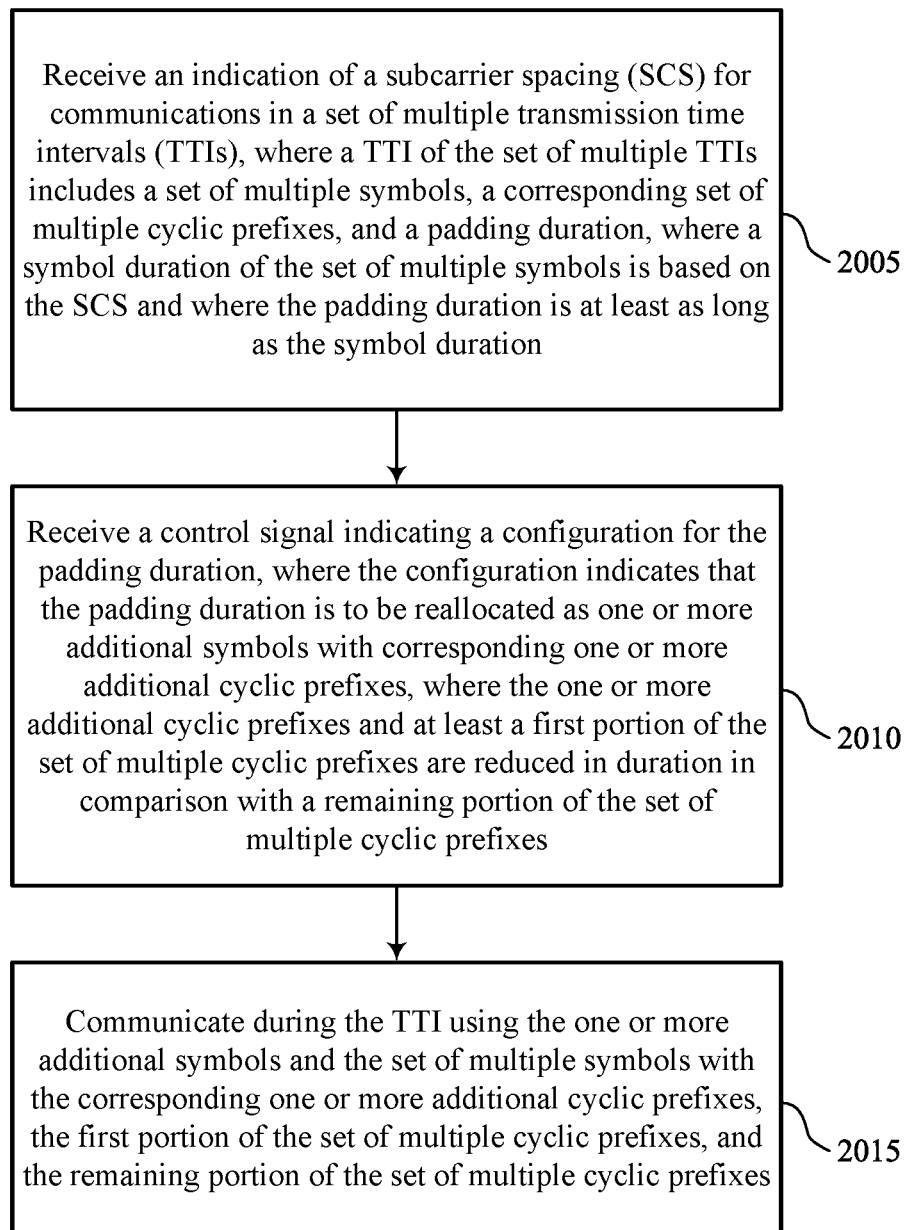 Receive an indication of a subcarrier spacing (SCS) for
communications in a set of multiple transmission time
intervals (TTIs), where a TTI of the set of multiple TTIs
includes a set of multiple symbols, a corresponding set of
multiple cyclic prefixes, and a padding duration, where a
symbol duration of the set of multiple symbols is based on
the SCS and where the padding duration is at least as long
as the symbol duration
2005
Receive a control signal indicating a configuration for the
padding duration, where the configuration indicates that
the padding duration is to be reallocated as one or more
additional symbols with corresponding one or more
additional cyclic prefixes, where the one or more
additional cyclic prefixes and at least a first portion of the
set of multiple cyclic prefixes are reduced in duration in
comparison with a remaining portion of the set of
multiple cyclic prefixes
2010
Communicate during the TTI using the one or more
additional symbols and the set of multiple symbols with
the corresponding one or more additional cyclic prefixes,
the first portion of the set of multiple cyclic prefixes, and
the remaining portion of the set of multiple cyclic prefixes
2015